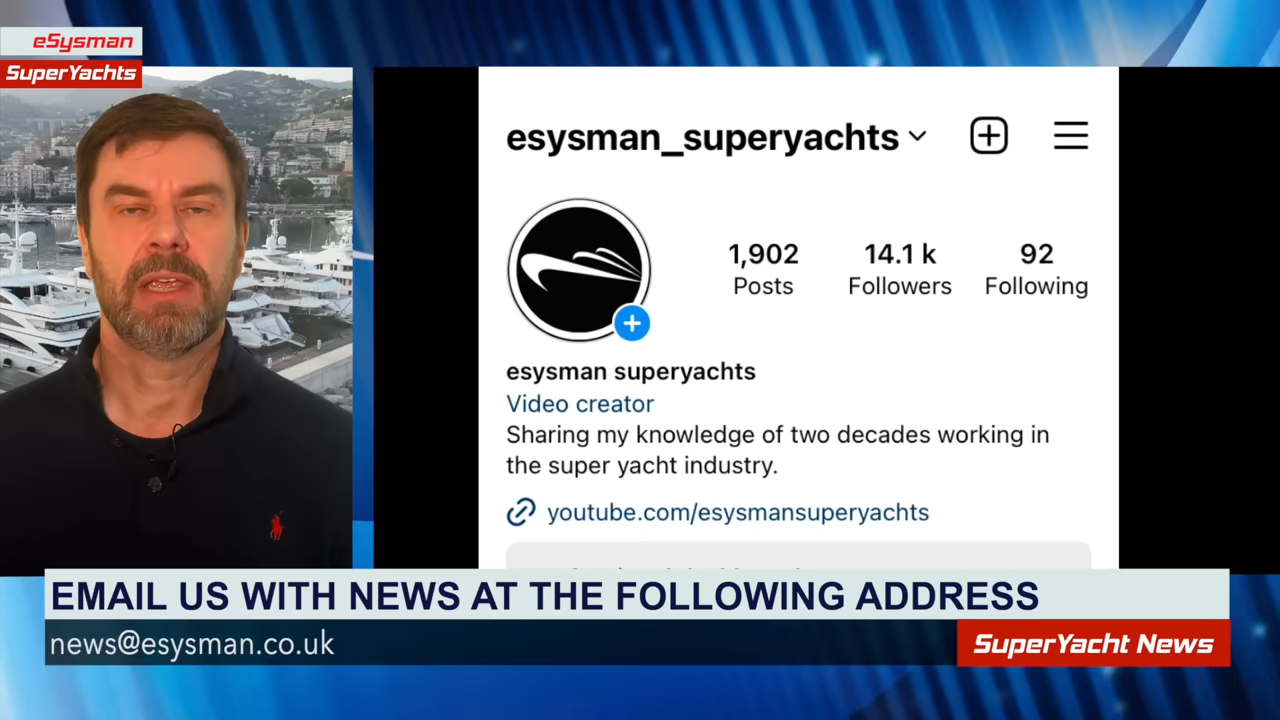 eSysman
SuperYachts
esysman_superyachts
1,902
Posts
14.1 k
Followers
92
Following
esysman superyachts
Video creator
Sharing my knowledge of two decades working in
the super yacht industry.
youtube.com/esysmansuperyachts
EMAIL US WITH NEWS AT THE FOLLOWING ADDRESS
news@esysman.co.uk
SuperYacht News